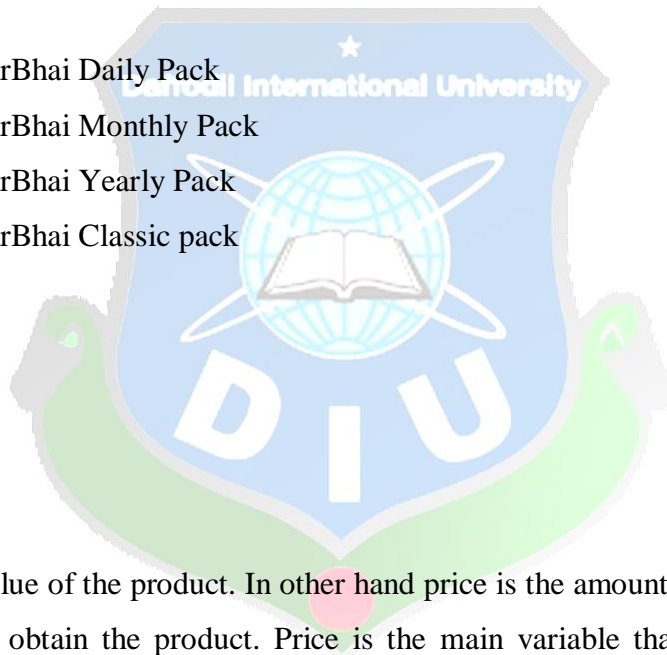 rBhai Daily Pack
Daffodil International University
rBhai Monthly Pack
rBhai Yearly Pack
rBhai Classic pack
DIU
lue of the product. In other hand price is the amount
obtain the product. Price is the main variable tha